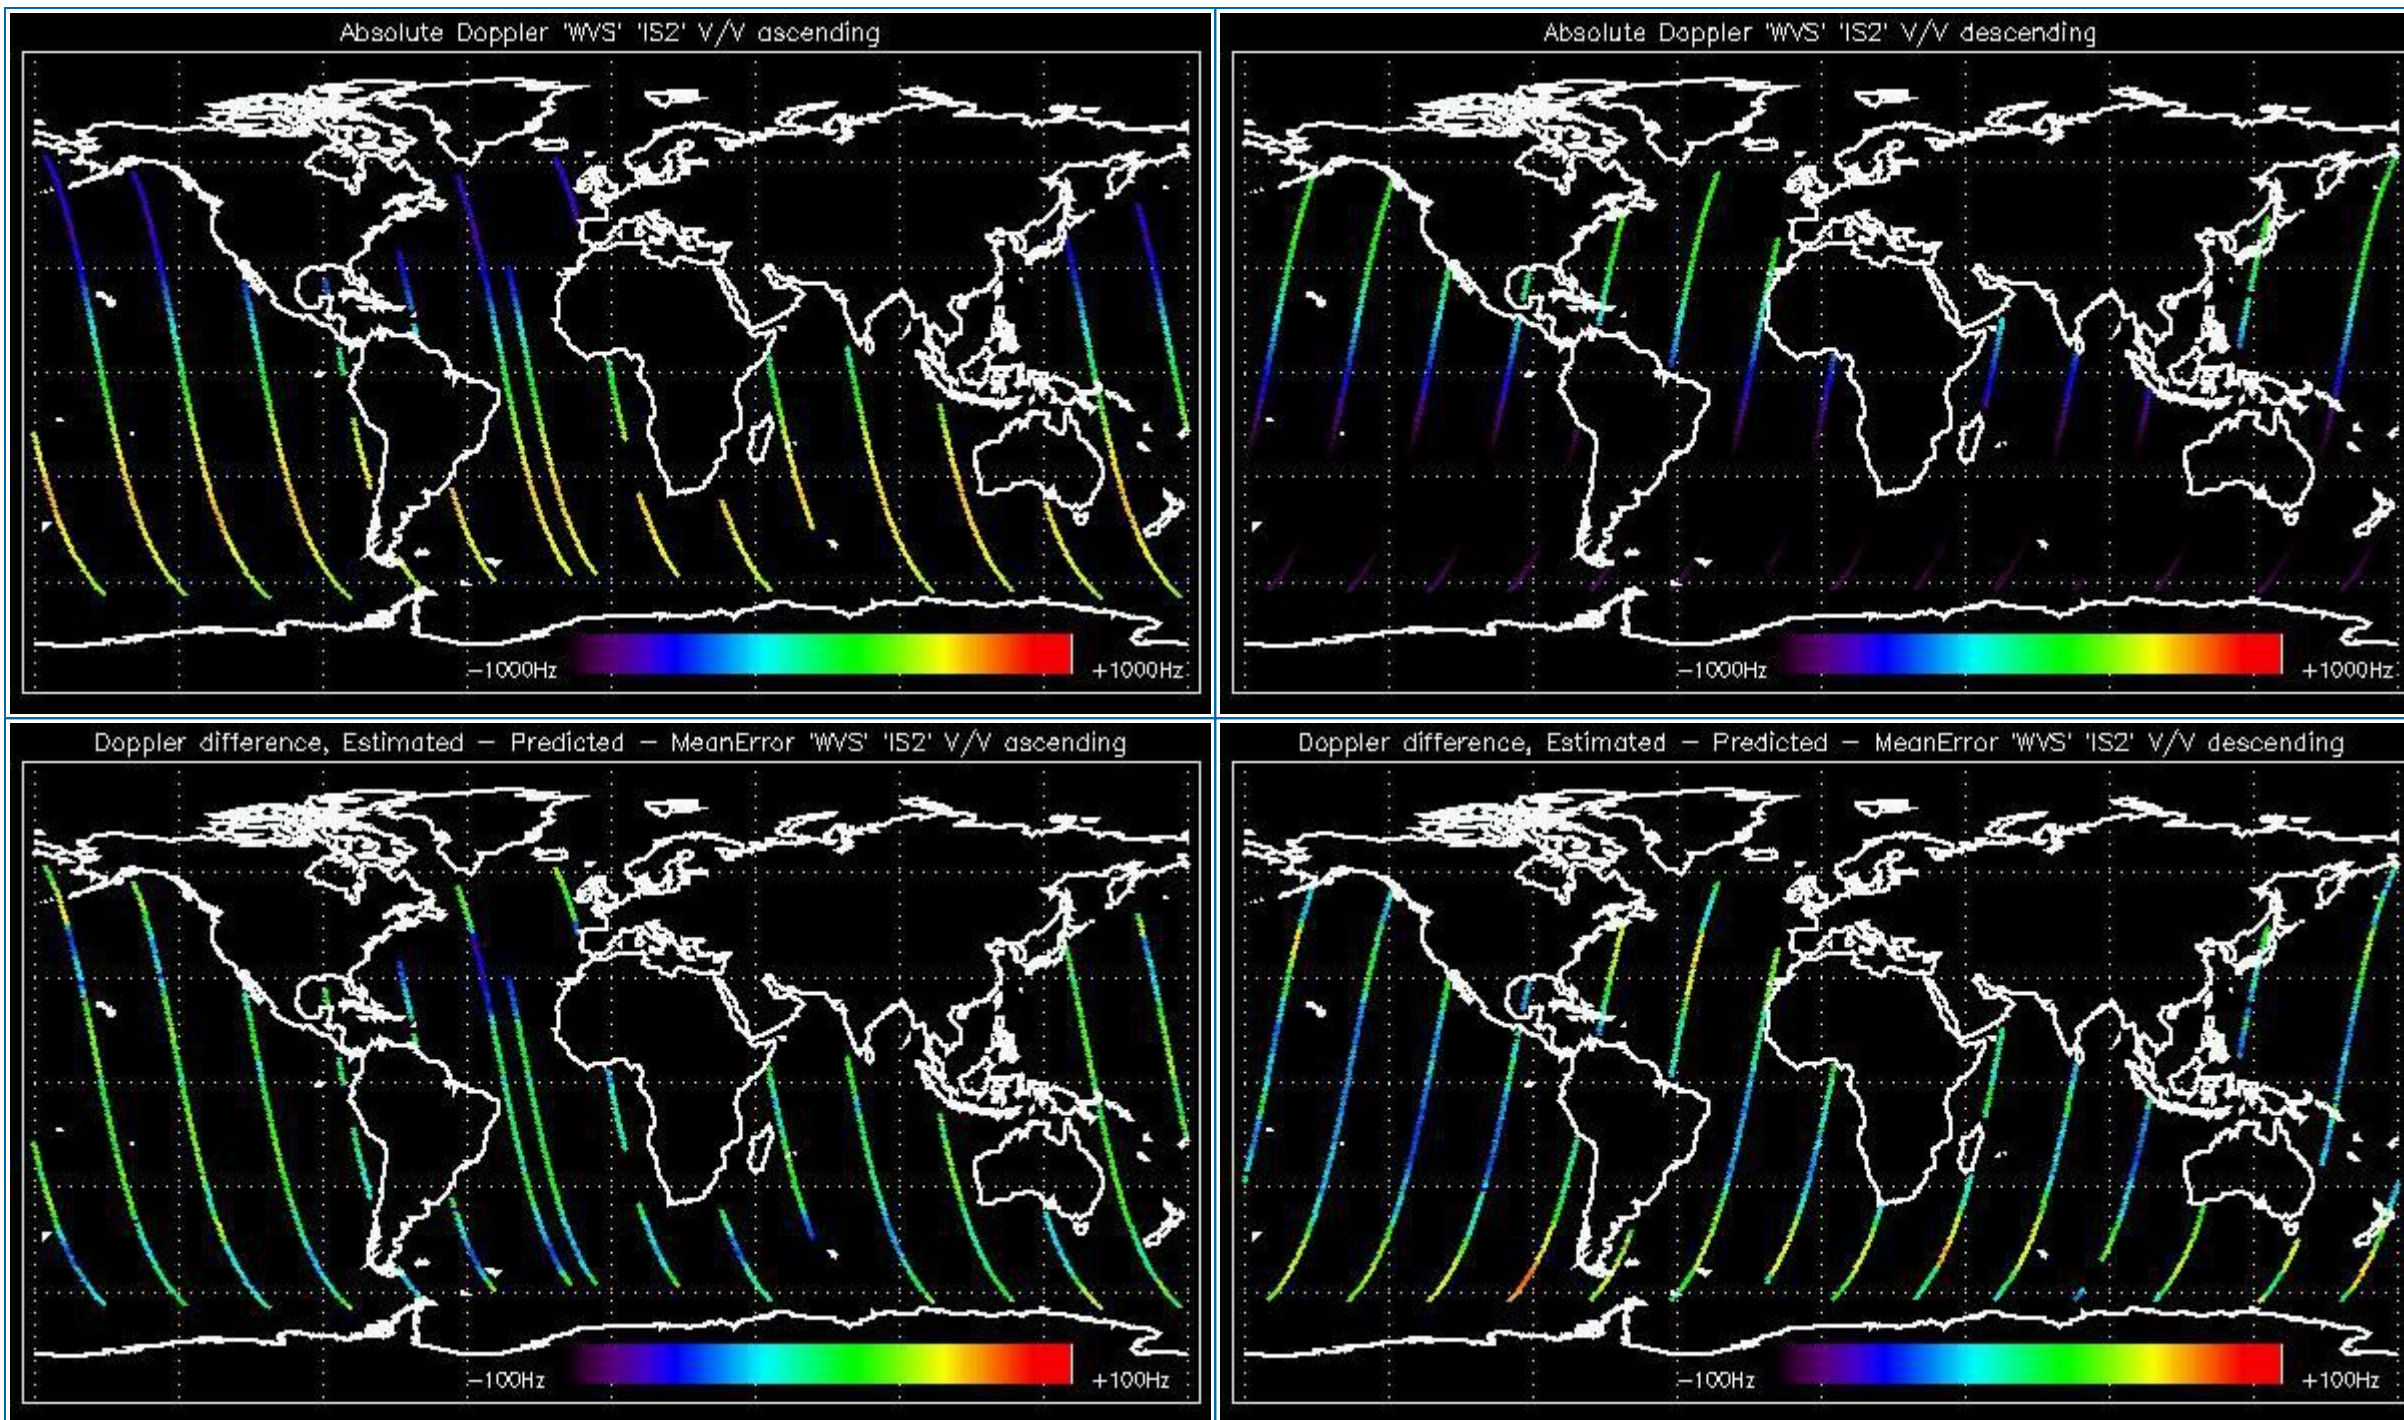 Absolute Doppler 'WVS' 'IS2' V/V ascending
-1000Hz
+1000Hz
Absolute Doppler 'WVS' 'IS2' V/V descending
-1000Hz
+1000Hz
Doppler difference, Estimated - Predicted - MeanError 'WVS' 'IS2' V/V ascending
-100Hz
+100Hz
Doppler difference, Estimated - Predicted - MeanError 'WVS' 'IS2' V/V descending
-100Hz
+100Hz